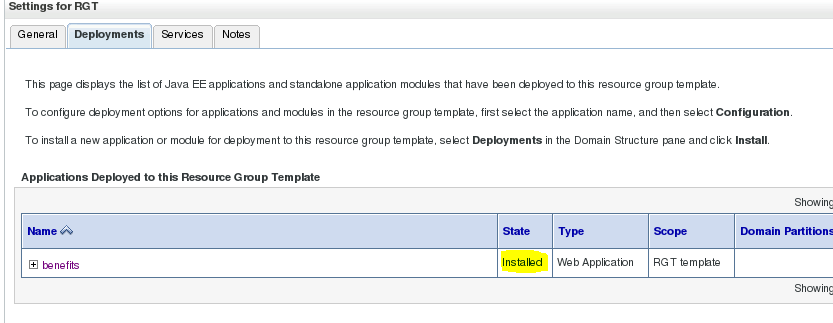 Settings for RGT
General Deployments Services Notes
This page displays the list of Java EE applications and standalone application modules that have been deployed to this resource group template.
To configure deployment options for applications and modules in the resource group template, first select the application name, and then select Configuration.
To install a new application or module for deployment to this resource group template, select Deployments in the Domain Structure pane and click Install.
Applications Deployed to this Resource Group Template
Showing
Name State Type Scope Domain Partitions
benefits Installed Web Application RGT template
Showing